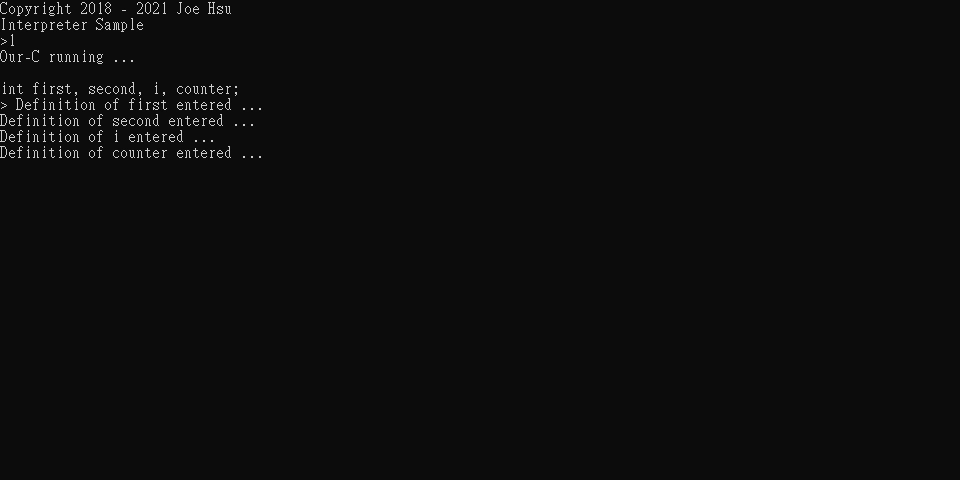 Copyright 2018 - 2021 Joe Hsu
Interpreter Sample
>1
Our-C running ...
int first, second, i, counter;
> Definition of first entered ...
Definition of second entered ...
Definition of i entered ...
Definition of counter entered ...